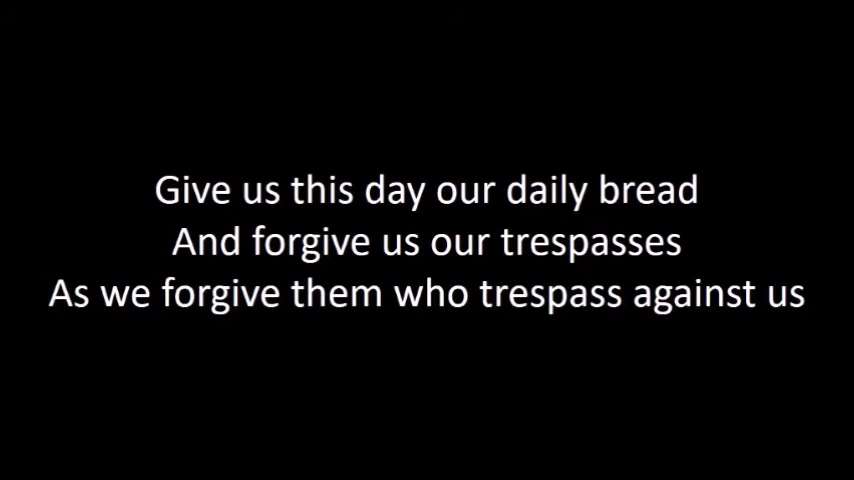 Give us this day our daily bread
And forgive us our trespasses
As we forgive them who trespass against us